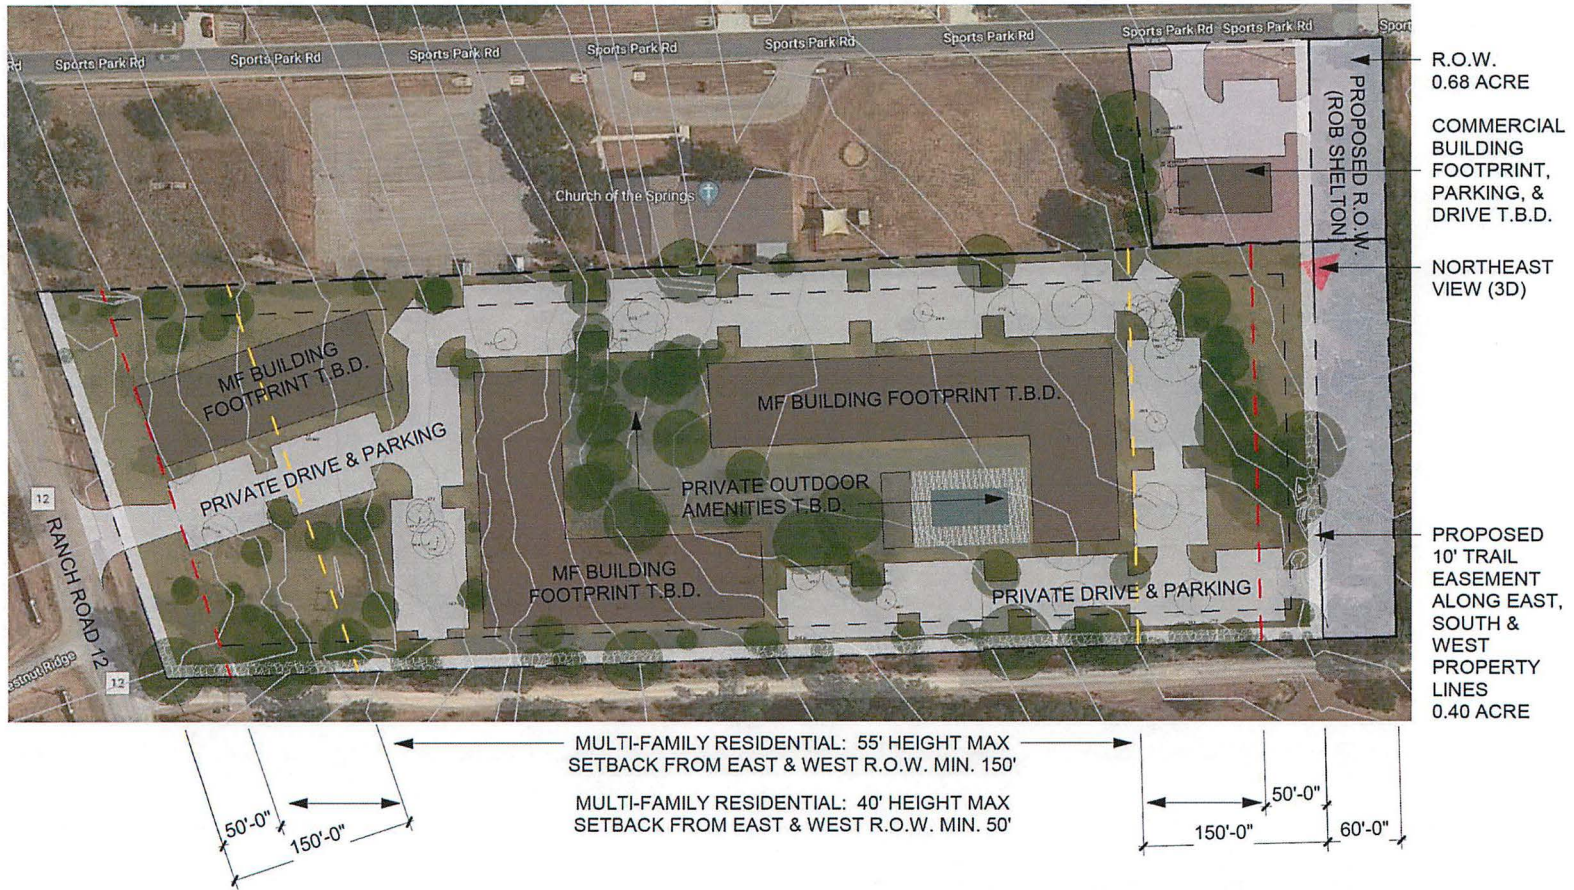 Rd
Sports Park Rd
Sports Park Rd
Sports Park Rd
Sports Park Rd
Sports Park Rd
Sports Park Rd
Sports Park Rd
Sports Park Rd
Sport
R.O.W.
0.68 ACRE
PROPOSED R.O.W.
(ROB SHELTON)
COMMERCIAL
BUILDING
FOOTPRINT,
PARKING, &
DRIVE T.B.D.
Church of the Springs
NORTHEAST
VIEW (3D)
MF BUILDING
FOOTPRINT T.B.D.
MF BUILDING FOOTPRINT T.B.D.
PRIVATE DRIVE & PARKING
PRIVATE OUTDOOR
AMENITIES T.B.D.
12
RANCH ROAD 12
MF BUILDING
FOOTPRINT T.B.D.
PRIVATE DRIVE & PARKING
PROPOSED
10' TRAIL
EASEMENT
ALONG EAST,
SOUTH &
WEST
PROPERTY
LINES
0.40 ACRE
estnut Ridge
12
MULTI-FAMILY RESIDENTIAL: 55' HEIGHT MAX
SETBACK FROM EAST & WEST R.O.W. MIN. 150'
MULTI-FAMILY RESIDENTIAL: 40' HEIGHT MAX
SETBACK FROM EAST & WEST R.O.W. MIN. 50'
50'-0"
150'-0"
50'-0"
150'-0"
60'-0"